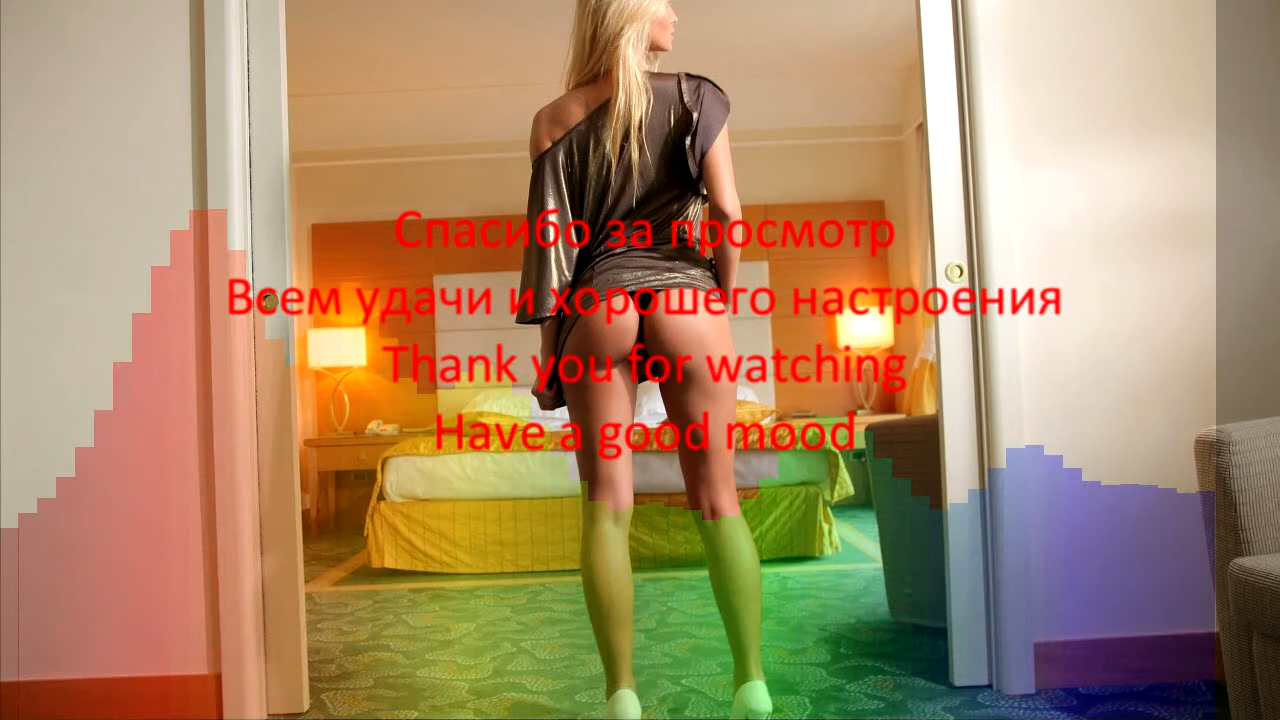 Спасибо за просмотр
Всем удачи и хорошего настроения
Thank you for watching
Have a good mood